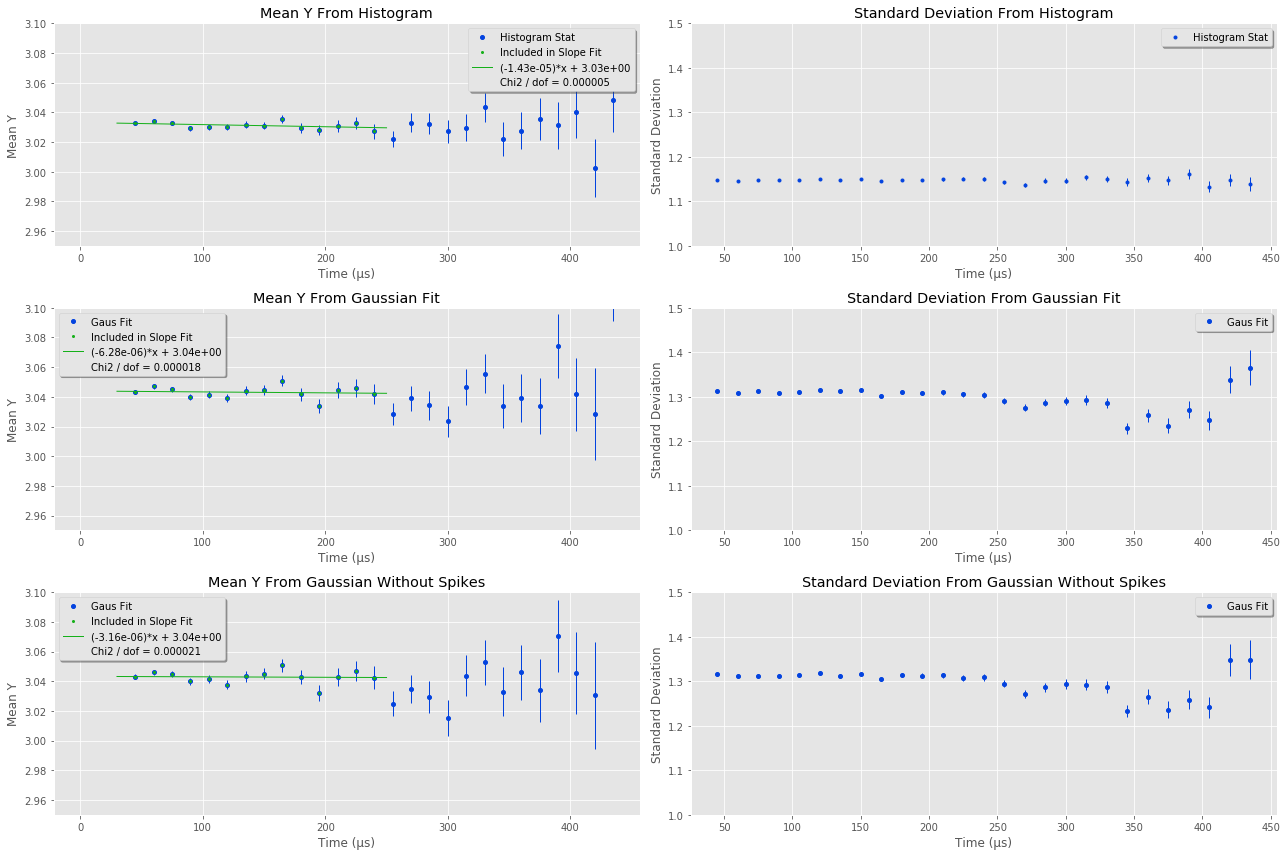 Mean Y From Histogram
Mean Y
3.10
3.08
3.06
3.04
3.02
3.00
2.98
2.96
Histogram Stat
Included in Slope Fit
(-1.43e-05)*x + 3.03e+00
Chi2 / dof = 0.000005
0 100 200 300 400
Time (µs)
Standard Deviation From Histogram
Standard Deviation
1.5
1.4
1.3
1.2
1.1
1.0
Histogram Stat
50 100 150 200 250 300 350 400 450
Time (µs)
Mean Y From Gaussian Fit
Mean Y
3.10
3.08
3.06
3.04
3.02
3.00
2.98
2.96
Gaus Fit
Included in Slope Fit
(-6.28e-06)*x + 3.04e+00
Chi2 / dof = 0.000018
0 100 200 300 400
Time (µs)
Standard Deviation From Gaussian Fit
Standard Deviation
1.5
1.4
1.3
1.2
1.1
1.0
Gaus Fit
50 100 150 200 250 300 350 400 450
Time (µs)
Mean Y From Gaussian Without Spikes
Mean Y
3.10
3.08
3.06
3.04
3.02
3.00
2.98
2.96
Gaus Fit
Included in Slope Fit
(-3.16e-06)*x + 3.04e+00
Chi2 / dof = 0.000021
0 100 200 300 400
Time (µs)
Standard Deviation From Gaussian Without Spikes
Standard Deviation
1.5
1.4
1.3
1.2
1.1
1.0
Gaus Fit
50 100 150 200 250 300 350 400 450
Time (µs)